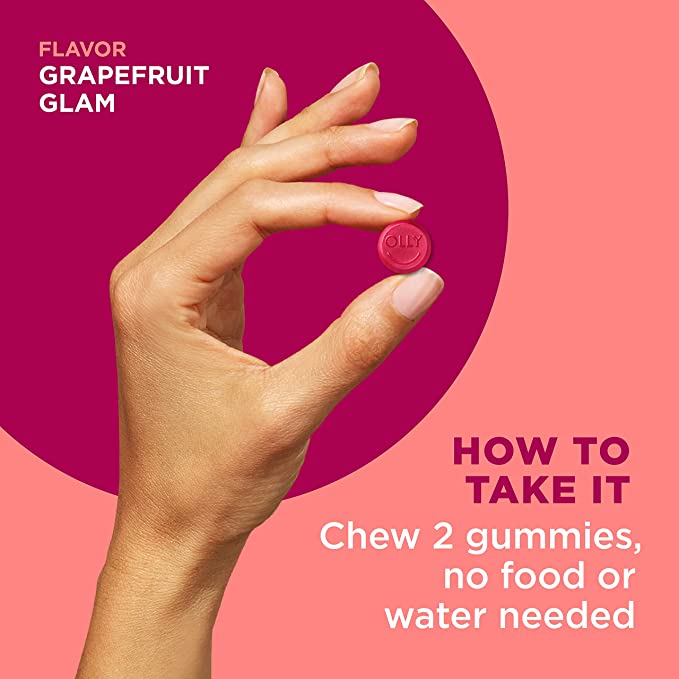 FLAVOR
GRAPEFRUIT
GLAM
OLLY
HOW TO
TAKE IT
Chew 2 gummies,
no food or
water needed